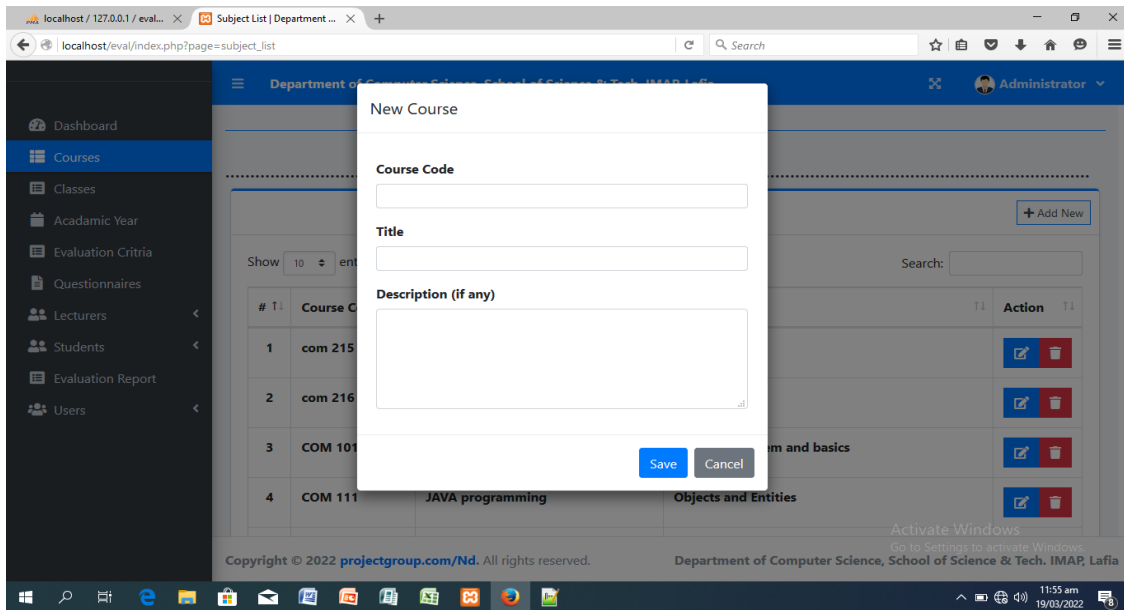 localhost / 127.0.0.1 / eval...
Subject List | Department ...
localhost/eval/index.php?page=subject_list
Search
Department of Computer Science, School of Science & Tech. IMAP, Lafia
Administrator
Dashboard
Courses
Classes
Acadamic Year
Evaluation Critria
Questionnaires
Lecturers
Students
Evaluation Report
Users
New Course
Course Code
Title
Description (if any)
Save
Cancel
+ Add New
Show 10
Search:
#
Course
Action
1 com 215
2 com 216
3 COM 101 and basics
4 COM 111 JAVA programming Objects and Entities
Activate Windows
Go to Settings to activate Windows.
Copyright © 2022 projectgroup.com/Nd. All rights reserved.
Department of Computer Science, School of Science & Tech. IMAP, Lafia
11:55 am
19/03/2022
8